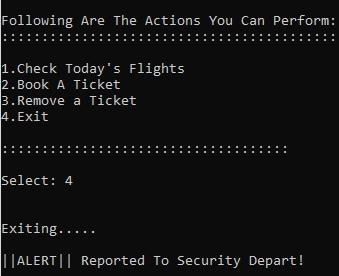 Following Are The Actions You Can Perform:
::::::::::::::::::::::::::::::::::::::::::
1.Check Today's Flights
2.Book A Ticket
3.Remove a Ticket
4.Exit
::::::::::::::::::::::::::::::::::::
Select: 4
Exiting.....
||ALERT|| Reported To Security Depart!